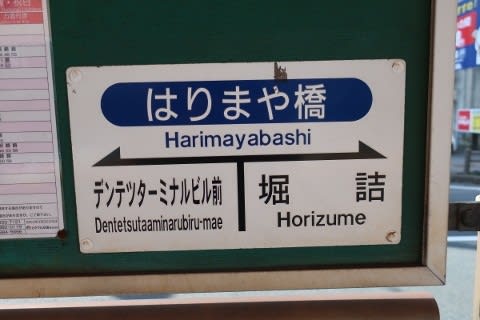 はりまや橋
Harimayabashi
デンテツターミナルビル前
Dentetsutaaminarubiru-mae
堀 詰
Horizume